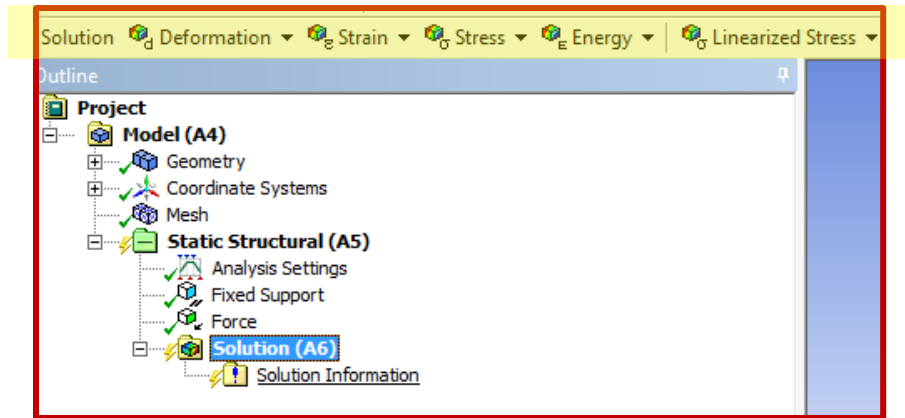 Solution Deformation Strain Stress Energy Linearized Stress
Outline
Project
Model (A4)
Geometry
Coordinate Systems
Mesh
Static Structural (A5)
Analysis Settings
Fixed Support
Force
Solution (A6)
Solution Information